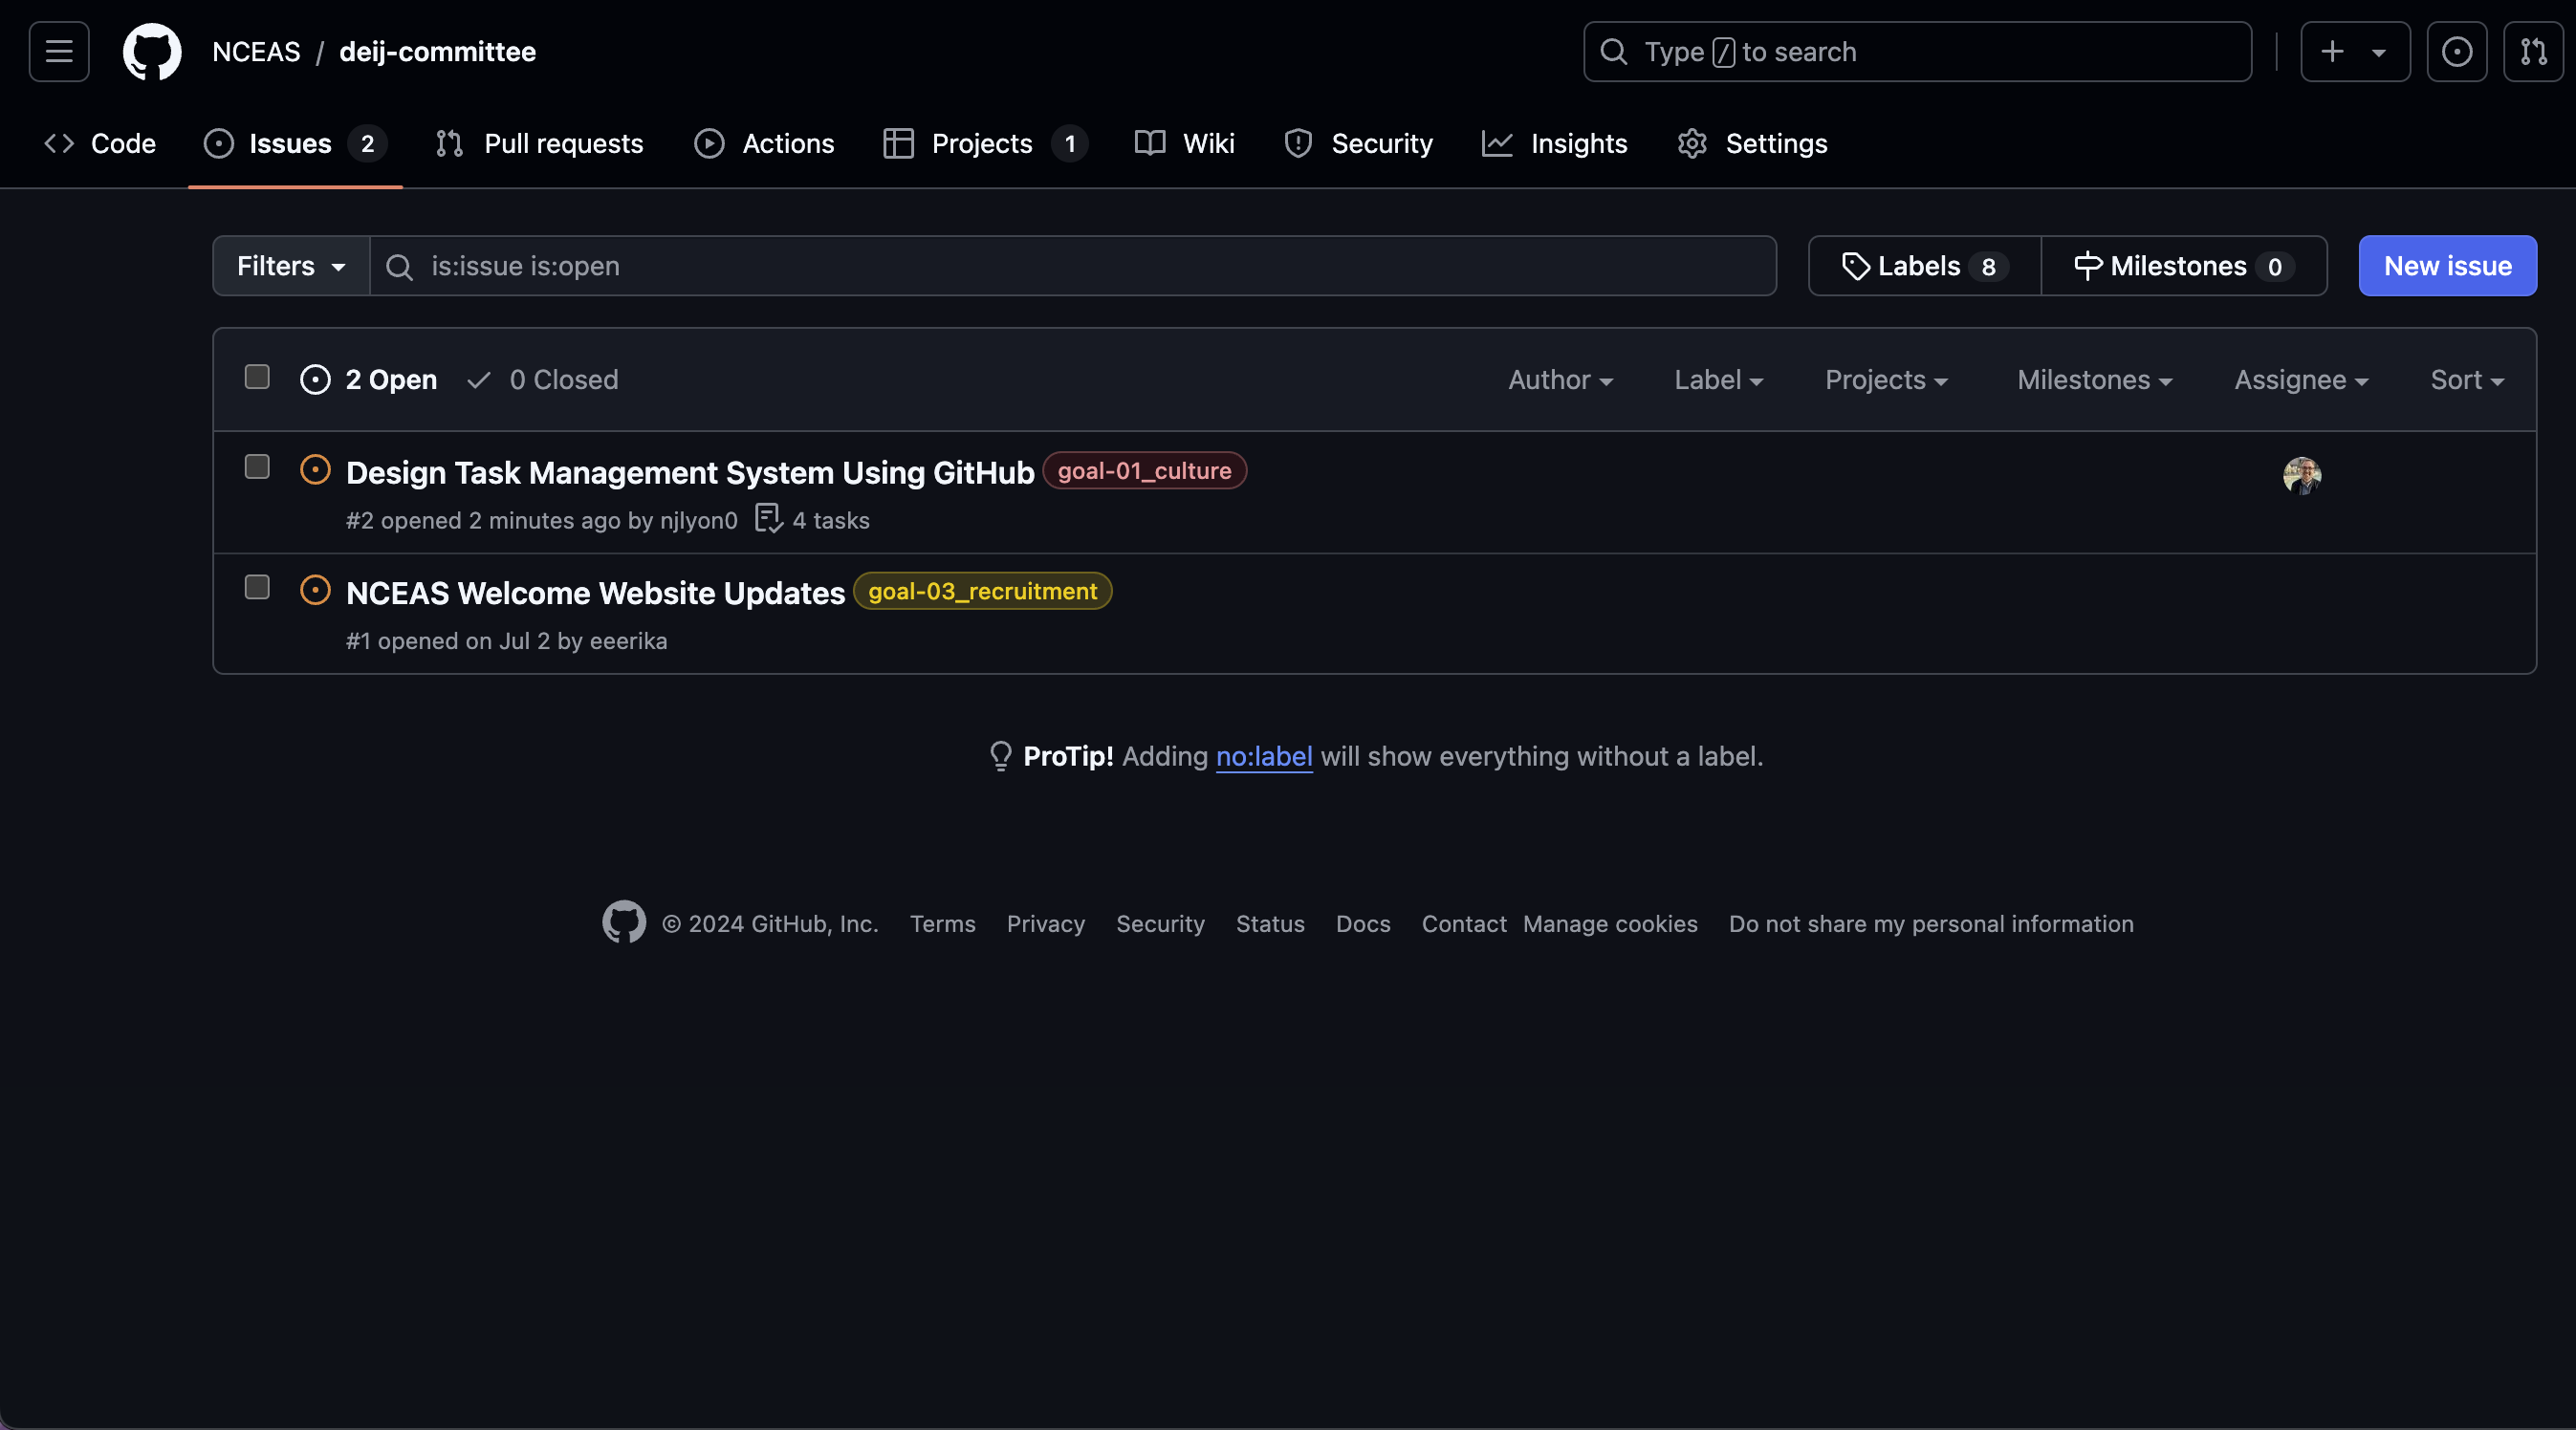 NCEAS / deij-committee
Type / to search
Code Issues 2 Pull requests Actions Projects 1 Wiki Security Insights Settings
Filters is:issue is:open Labels 8 Milestones 0 New issue
2 Open 0 Closed Author Label Projects Milestones Assignee Sort
Design Task Management System Using GitHub goal-01_culture
#2 opened 2 minutes ago by njlyon0 4 tasks
NCEAS Welcome Website Updates goal-03_recruitment
#1 opened on Jul 2 by eeerika
ProTip! Adding no:label will show everything without a label.
© 2024 GitHub, Inc. Terms Privacy Security Status Docs Contact Manage cookies Do not share my personal information